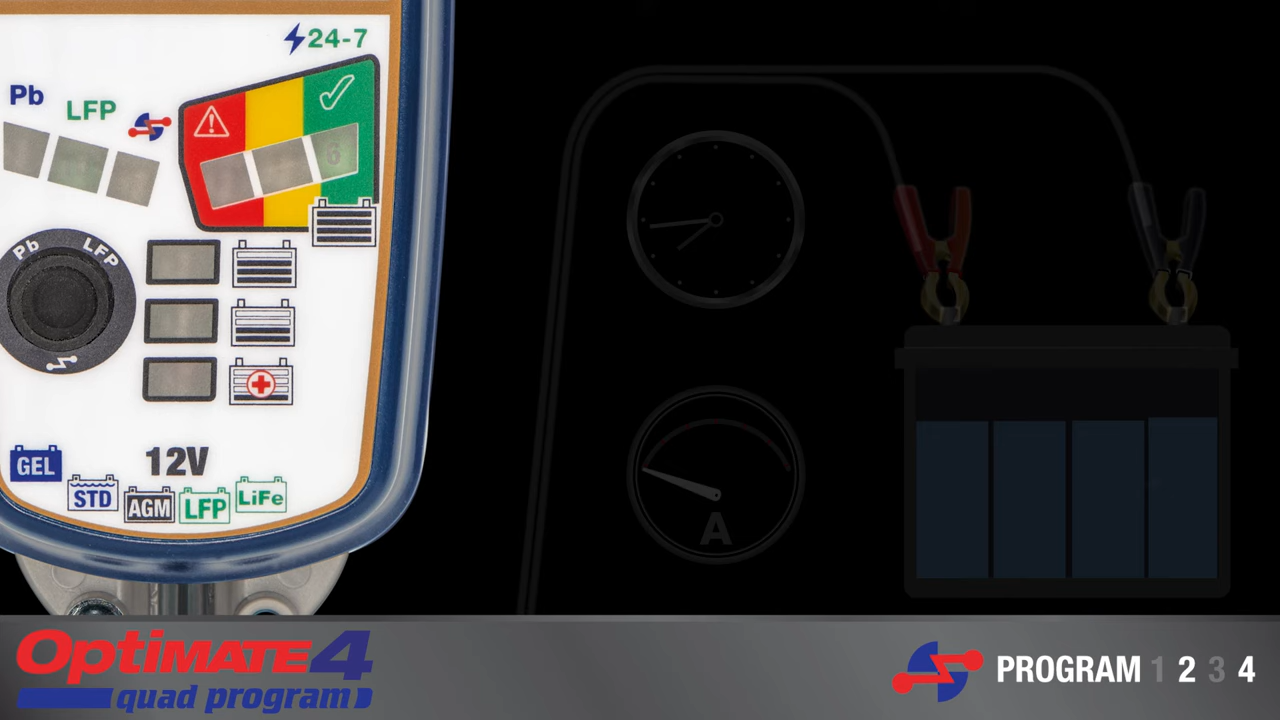 24-7
Pb
LFP
6
Pb LFP
12V
GEL
STD
AGM
LFP
LiFe
A
OptiMATE4
quad program
PROGRAM 1 2 3 4